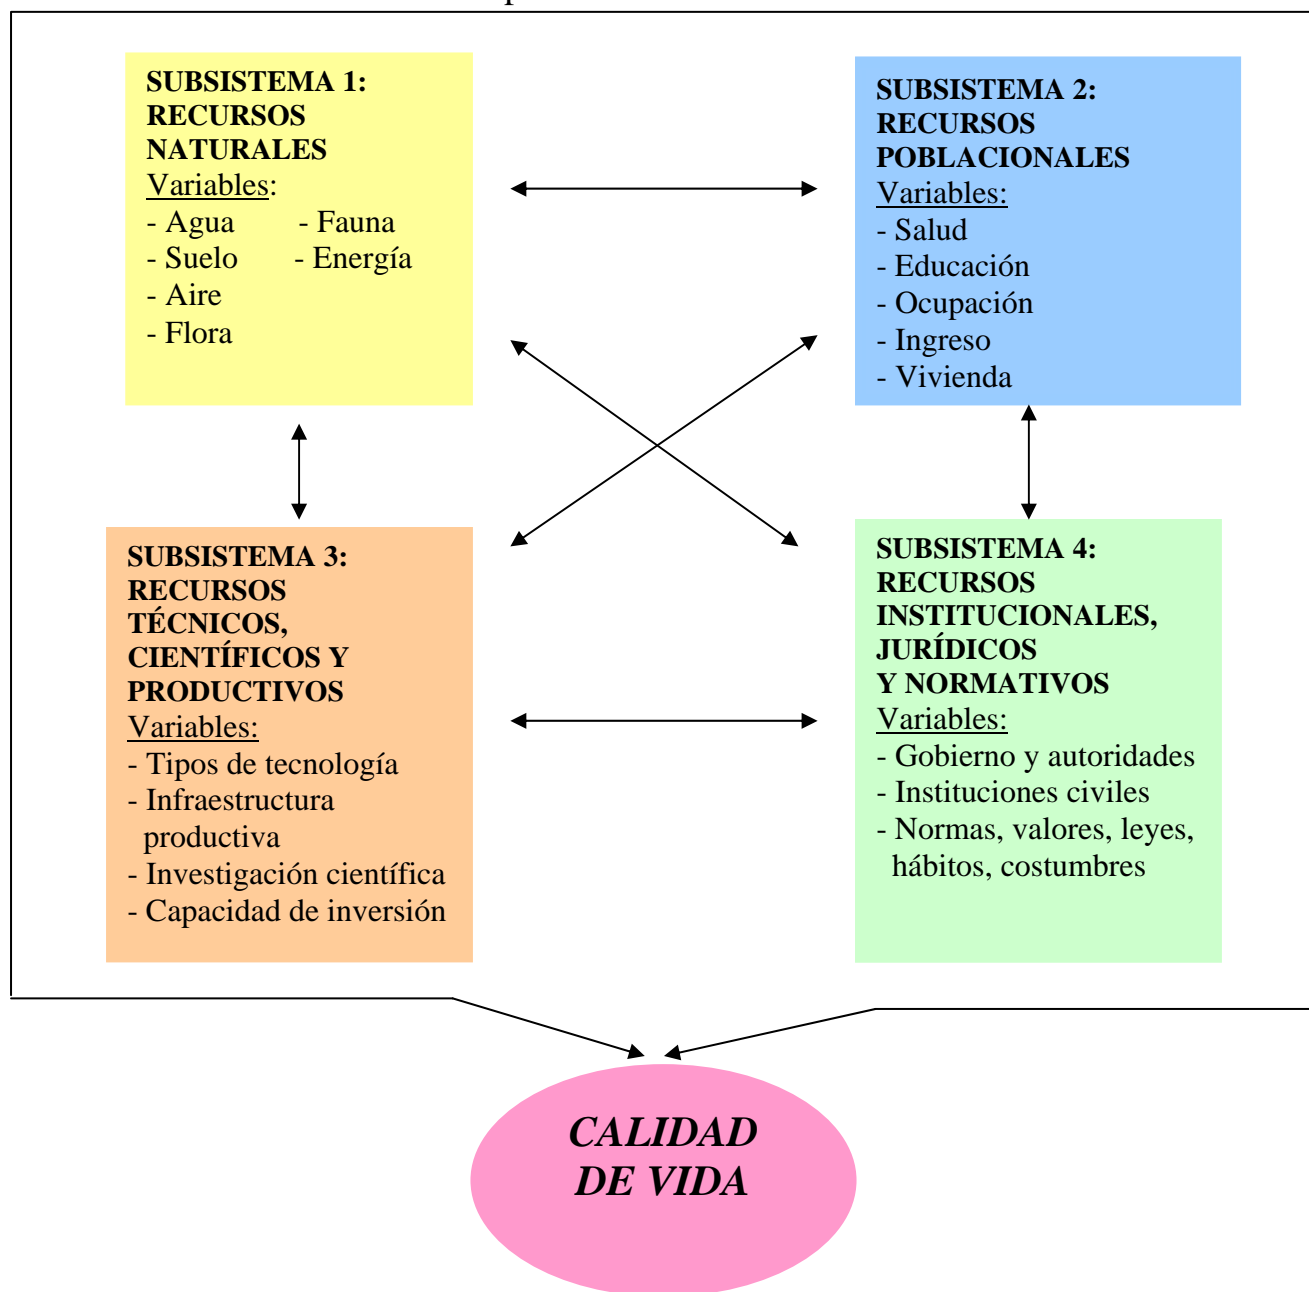 SUBSISTEMA 1:
RECURSOS
NATURALES
Variables:
- Agua - Fauna
- Suelo - Energía
- Aire
- Flora
SUBSISTEMA 2:
RECURSOS
POBLACIONALES
Variables:
- Salud
- Educación
- Ocupación
- Ingreso
- Vivienda
SUBSISTEMA 3:
RECURSOS
TÉCNICOS,
CIENTÍFICOS Y
PRODUCTIVOS
Variables:
- Tipos de tecnología
- Infraestructura
productiva
- Investigación científica
- Capacidad de inversión
SUBSISTEMA 4:
RECURSOS
INSTITUCIONALES,
JURÍDICOS
Y NORMATIVOS
Variables:
- Gobierno y autoridades
- Instituciones civiles
- Normas, valores, leyes,
hábitos, costumbres
CALIDAD
DE VIDA